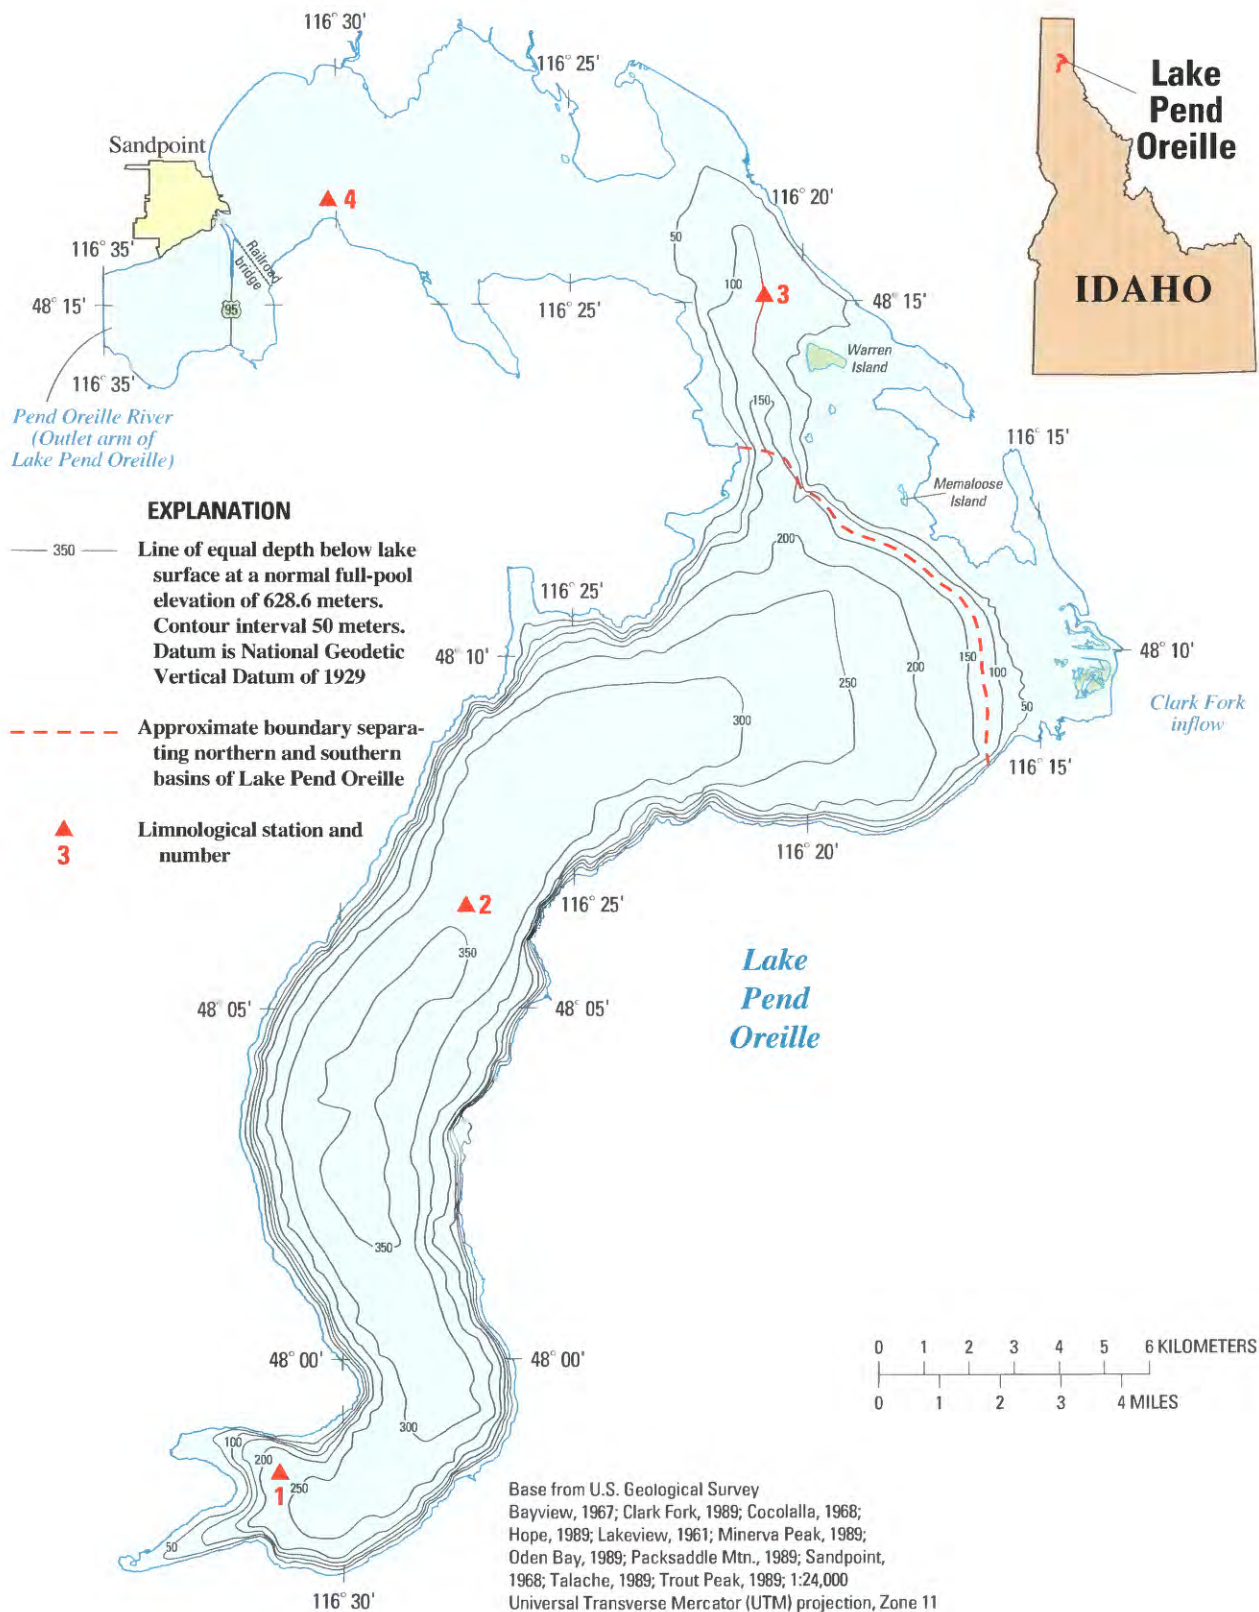 116° 30'
116° 25'
Lake
Pend
Oreille
IDAHO
Sandpoint
4
116° 20'
116° 35'
50
Railroad
bridge
100
3
48° 15'
95
116° 25'
48° 15'
Warren
Island
116° 35'
Pend Oreille River
(Outlet arm of
Lake Pend Oreille)
150
116° 15'
Memaloose
Island
EXPLANATION
350
Line of equal depth below lake
surface at a normal full-pool
elevation of 628.6 meters.
Contour interval 50 meters.
Datum is National Geodetic
Vertical Datum of 1929
200
116° 25'
48° 10'
200
150
100
48° 10'
250
50
300
Clark Fork
inflow
Approximate boundary separa-
ting northern and southern
basins of Lake Pend Oreille
116° 15'
Limnological station and
number
3
116° 20'
2
116° 25'
350
Lake
Pend
Oreille
48° 05'
48° 05'
350
48° 00'
48° 00'
0 1 2 3 4 5 6 KILOMETERS
0 1 2 3 4 MILES
300
100
200
1
250
50
116° 30'
Base from U.S. Geological Survey
Bayview, 1967; Clark Fork, 1989; Cocolalla, 1968;
Hope, 1989; Lakeview, 1961; Minerva Peak, 1989;
Oden Bay, 1989; Packsaddle Mtn., 1989; Sandpoint,
1968; Talache, 1989; Trout Peak, 1989; 1:24,000
Universal Transverse Mercator (UTM) projection, Zone 11